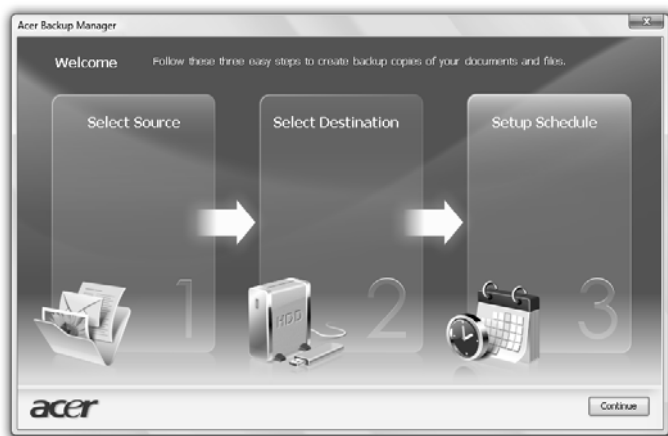 Acer Backup Manager
Welcome Follow these three easy steps to create backup copies of your documents and files.
Select Source
Select Destination
Setup Schedule
1
2
3
HDD
acer
Continue